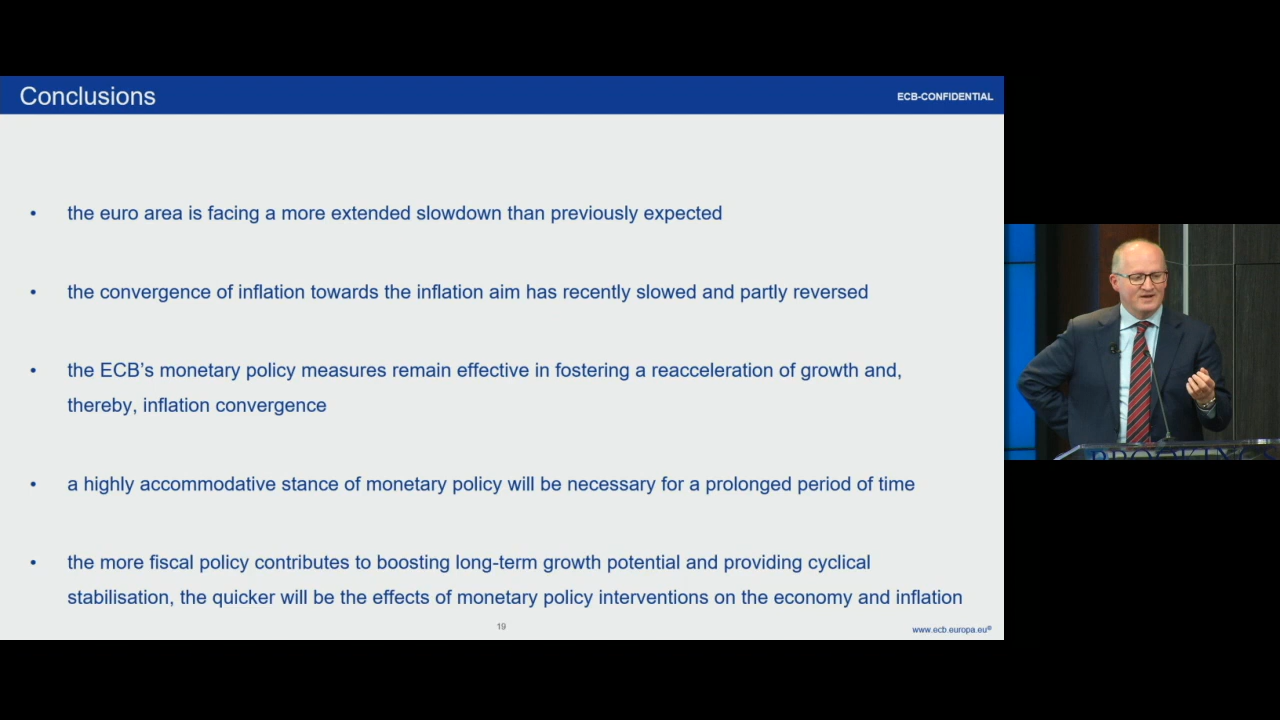 Conclusions
ECB-CONFIDENTIAL
• the euro area is facing a more extended slowdown than previously expected
• the convergence of inflation towards the inflation aim has recently slowed and partly reversed
• the ECB's monetary policy measures remain effective in fostering a reacceleration of growth and,
thereby, inflation convergence
• a highly accommodative stance of monetary policy will be necessary for a prolonged period of time
• the more fiscal policy contributes to boosting long-term growth potential and providing cyclical
stabilisation, the quicker will be the effects of monetary policy interventions on the economy and inflation
19
www.ecb.europa.eu©
BROOKINGS